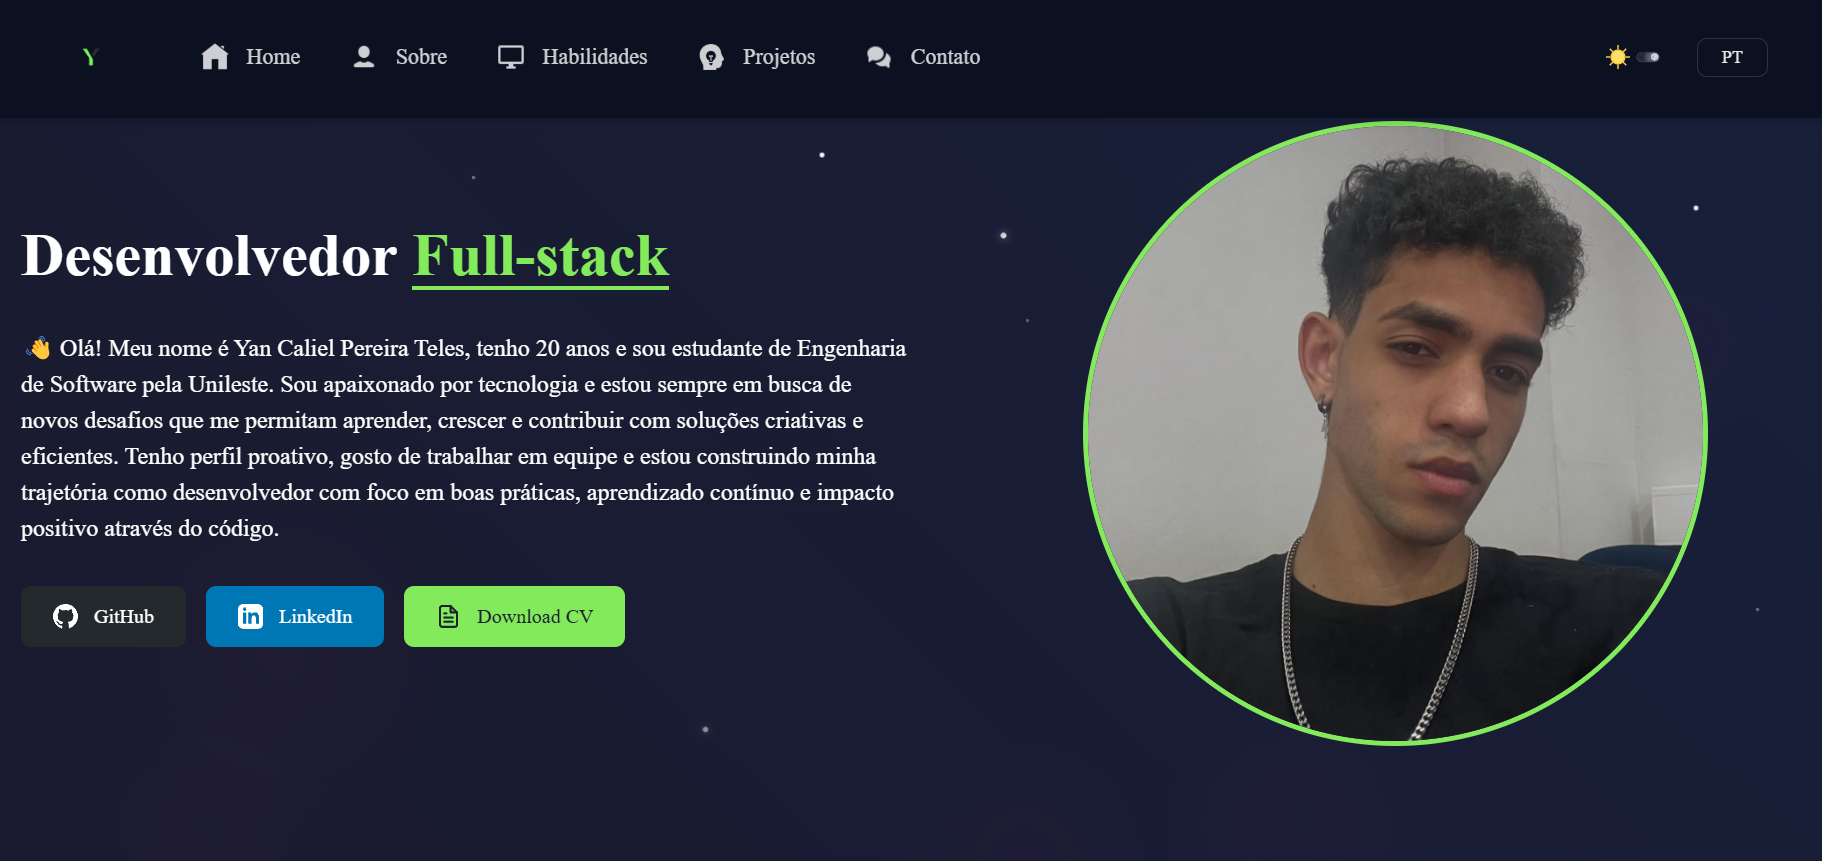 Y
Home
Sobre
Habilidades
Projetos
Contato
PT
Desenvolvedor Full-stack
👋 Olá! Meu nome é Yan Caliel Pereira Teles, tenho 20 anos e sou estudante de Engenharia
de Software pela Unileste. Sou apaixonado por tecnologia e estou sempre em busca de
novos desafios que me permitam aprender, crescer e contribuir com soluções criativas e
eficientes. Tenho perfil proativo, gosto de trabalhar em equipe e estou construindo minha
trajetória como desenvolvedor com foco em boas práticas, aprendizado contínuo e impacto
positivo através do código.
GitHub
LinkedIn
Download CV